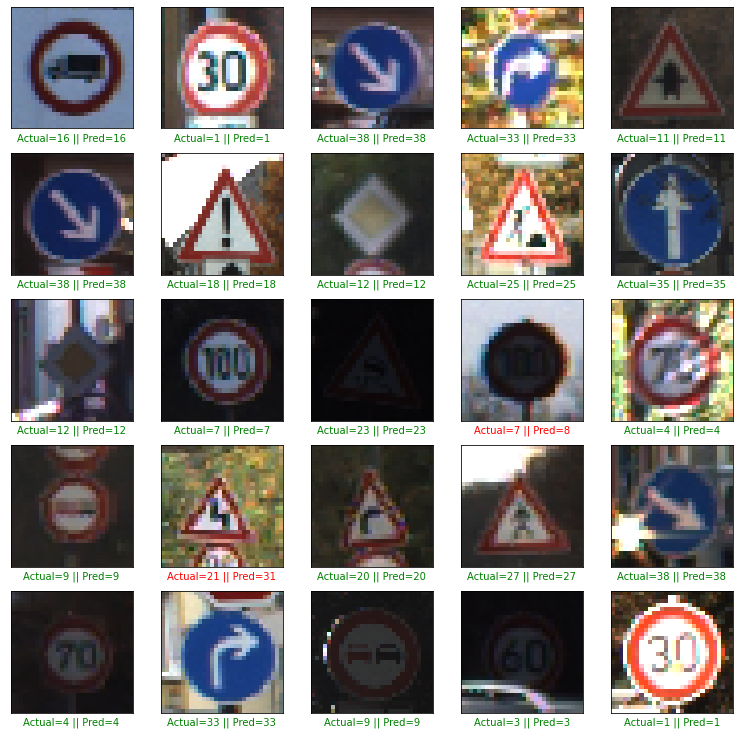 30
Actual=16 || Pred=16
Actual=1 || Pred=1
Actual=38 || Pred=38
Actual=33 || Pred=33
Actual=11 || Pred=11
Actual=38 || Pred=38
Actual=18 || Pred=18
Actual=12 || Pred=12
Actual=25 || Pred=25
Actual=35 || Pred=35
100
100
70
Actual=12 || Pred=12
Actual=7 || Pred=7
Actual=23 || Pred=23
Actual=7 || Pred=8
Actual=4 || Pred=4
Actual=9 || Pred=9
Actual=21 || Pred=31
Actual=20 || Pred=20
Actual=27 || Pred=27
Actual=38 || Pred=38
70
60
30
Actual=4 || Pred=4
Actual=33 || Pred=33
Actual=9 || Pred=9
Actual=3 || Pred=3
Actual=1 || Pred=1